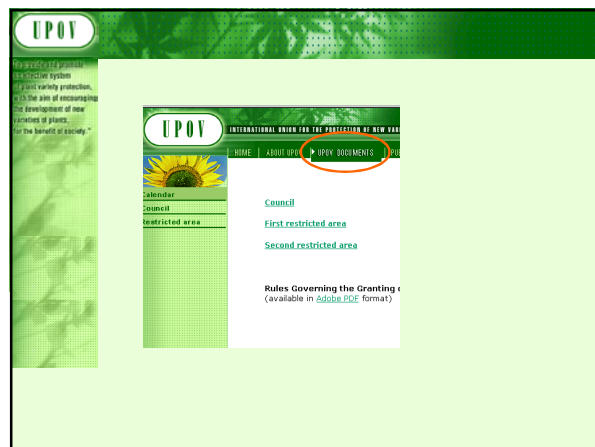 UPOV
To provide and promote
an effective system
of plant variety protection,
with the aim of encouraging
the development of new
varieties of plants,
for the benefit of society."
UPOV
INTERNATIONAL UNION FOR THE PROTECTION OF NEW VAR
HOME | ABOUT UPOV | UPOV DOCUMENTS | PU
Calendar
Council
Restricted area
Council
First restricted area
Second restricted area
Rules Governing the Granting
(available in Adobe PDF format)